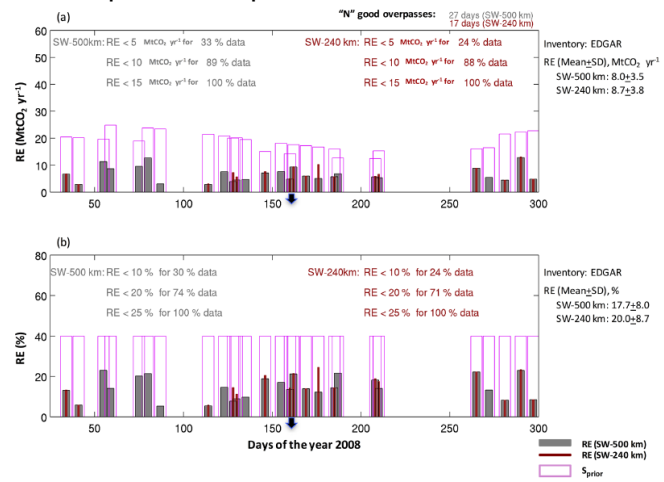 "N" good overpasses: 27 days (SW-500 km)
17 days (SW-240 km)
(a)
60
50
40
30
20
10
0
RE (MtCO₂ yr⁻¹)
SW-500km: RE < 5 MtCO₂ yr⁻¹ for 33 % data
RE < 10 MtCO₂ yr⁻¹ for 89 % data
RE < 15 MtCO₂ yr⁻¹ for 100 % data
SW-240 km: RE < 5 MtCO₂ yr⁻¹ for 24 % data
RE < 10 MtCO₂ yr⁻¹ for 88 % data
RE < 15 MtCO₂ yr⁻¹ for 100 % data
Inventory: EDGAR
RE (Mean±SD), MtCO₂ yr⁻¹
SW-500 km: 8.0±3.5
SW-240 km: 8.7±3.8
50 100 150 200 250 300
(b)
80
60
40
20
0
RE (%)
SW-500 km: RE < 10 % for 30 % data
RE < 20 % for 74 % data
RE < 25 % for 100 % data
SW-240km: RE < 10 % for 24 % data
RE < 20 % for 71 % data
RE < 25 % for 100 % data
Inventory: EDGAR
RE (Mean±SD), %
SW-500 km: 17.7±8.0
SW-240 km: 20.0±8.7
50 100 150 200 250 300
Days of the year 2008
RE (SW-500 km)
RE (SW-240 km)
Sprior